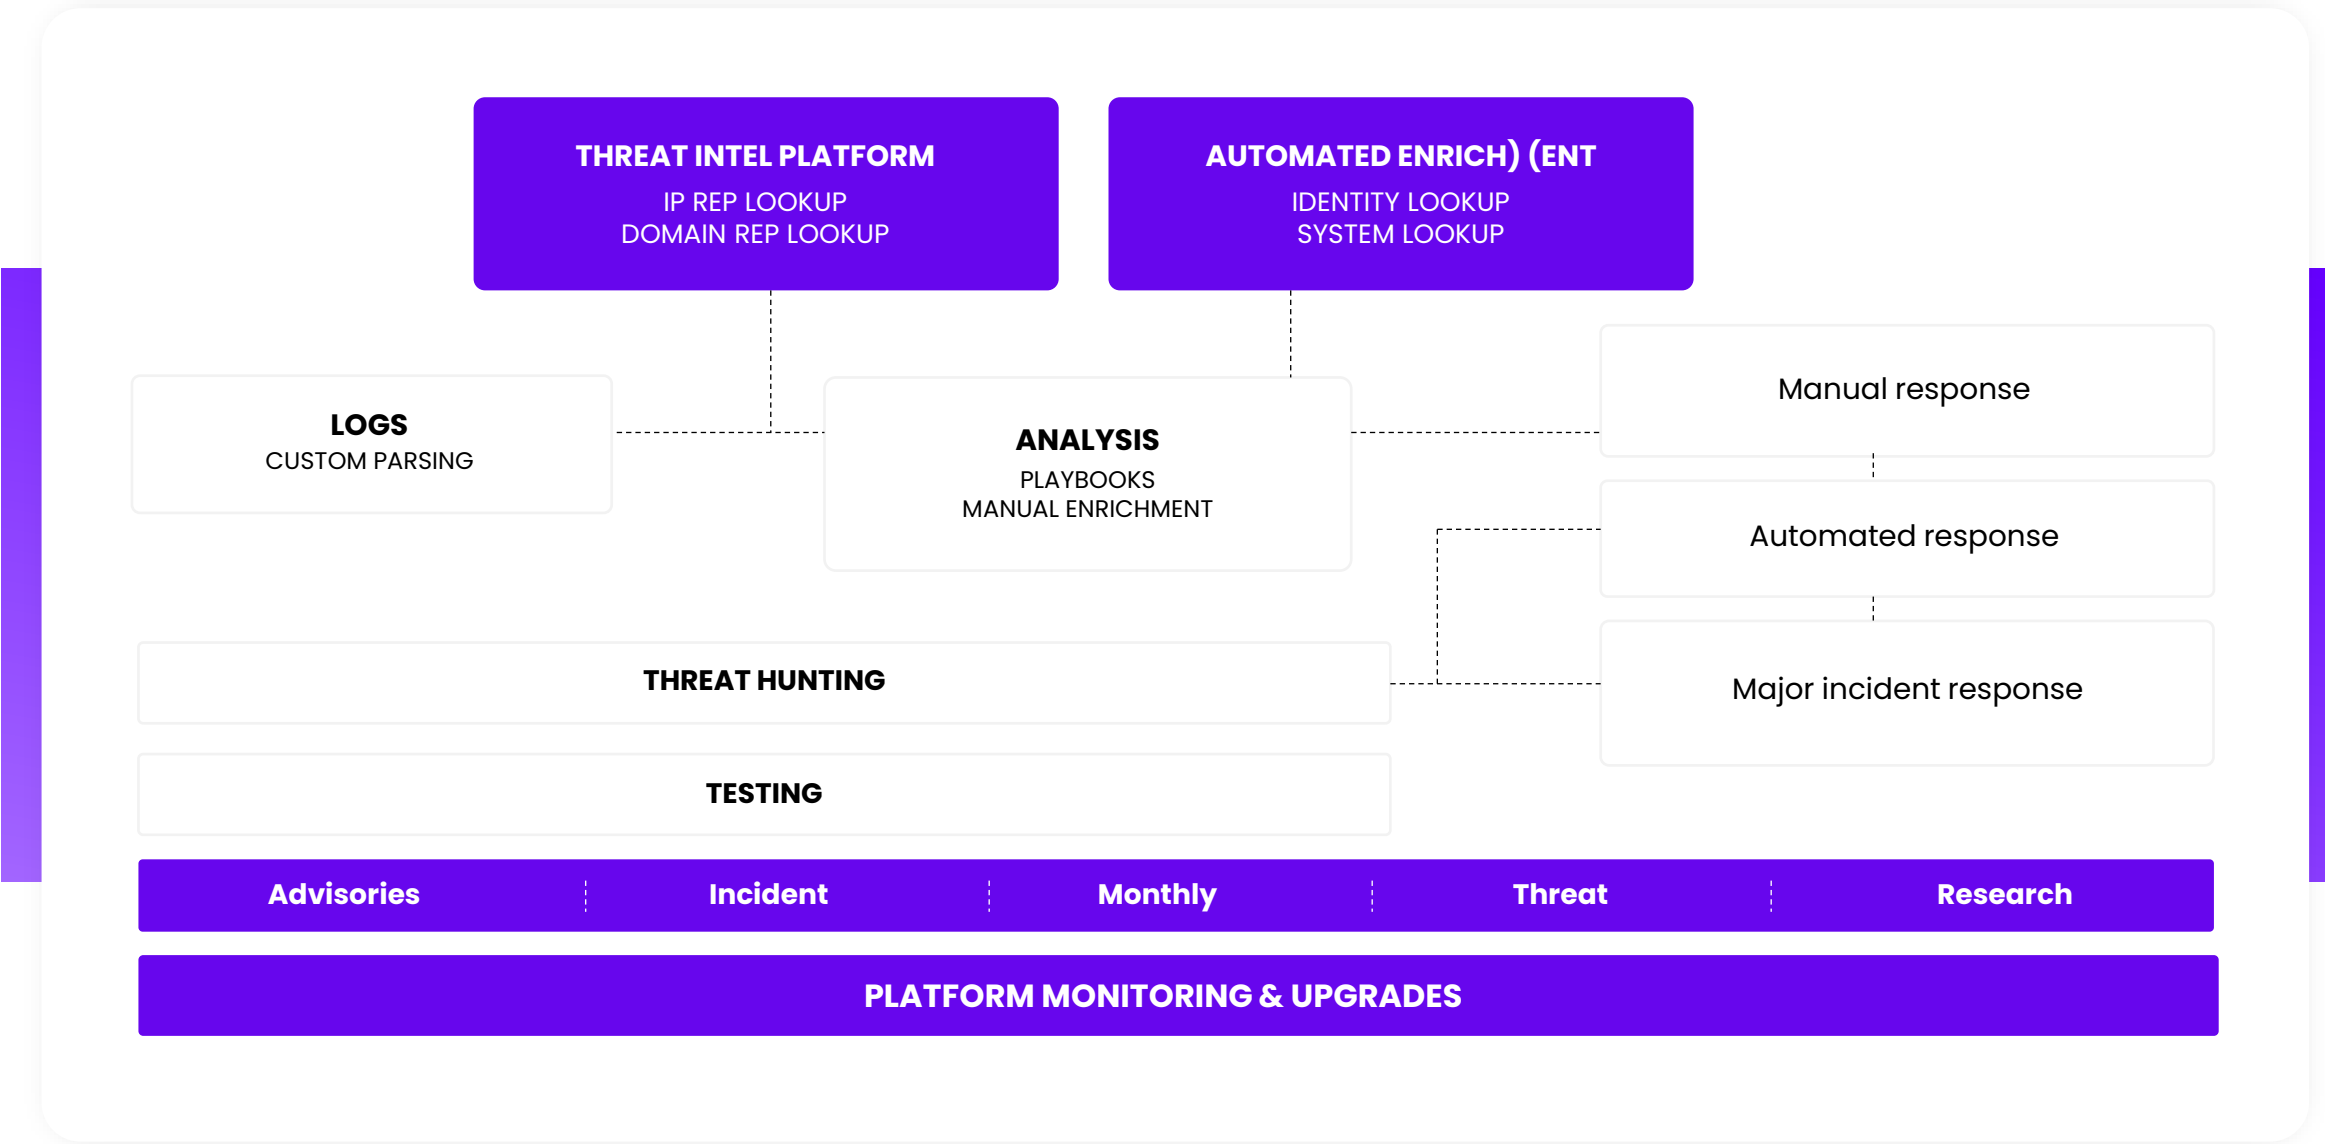 THREAT INTEL PLATFORM
IP REP LOOKUP
DOMAIN REP LOOKUP
AUTOMATED ENRICH) (ENT
IDENTITY LOOKUP
SYSTEM LOOKUP
LOGS
CUSTOM PARSING
ANALYSIS
PLAYBOOKS
MANUAL ENRICHMENT
Manual response
Automated response
Major incident response
THREAT HUNTING
TESTING
Advisories
Incident
Monthly
Threat
Research
PLATFORM MONITORING & UPGRADES